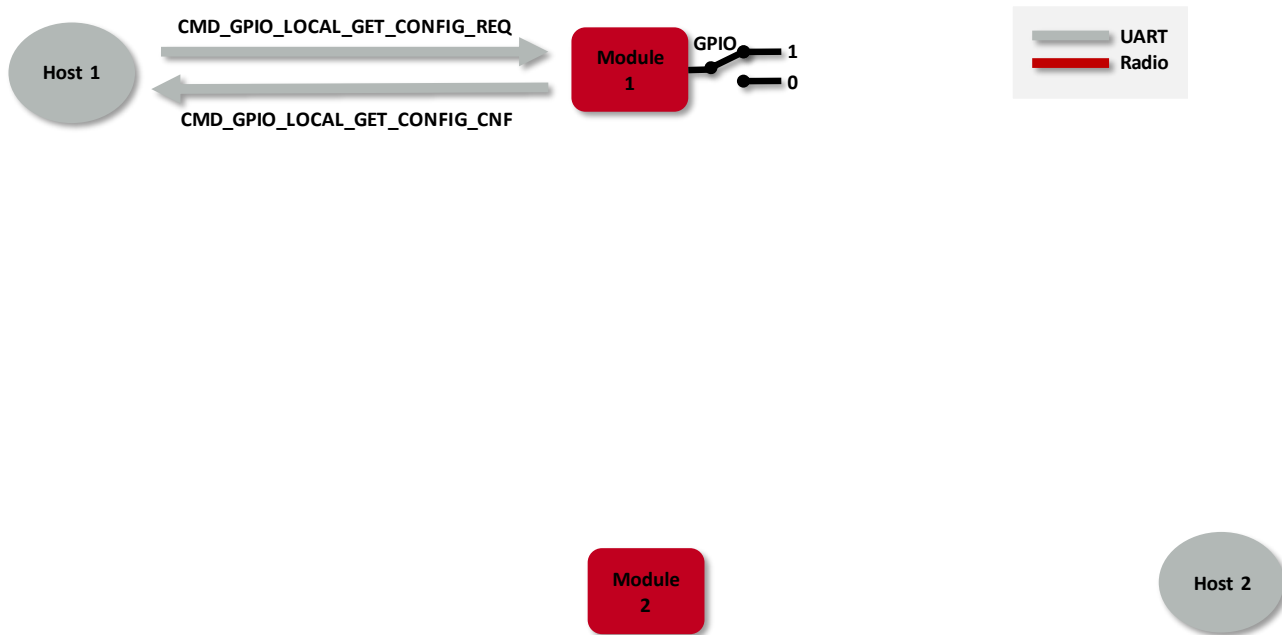 CMD_GPIO_LOCAL_GET_CONFIG_REQ
Host 1
Module
1
GPIO
1
0
UART
Radio
CMD_GPIO_LOCAL_GET_CONFIG_CNF
Module
2
Host 2